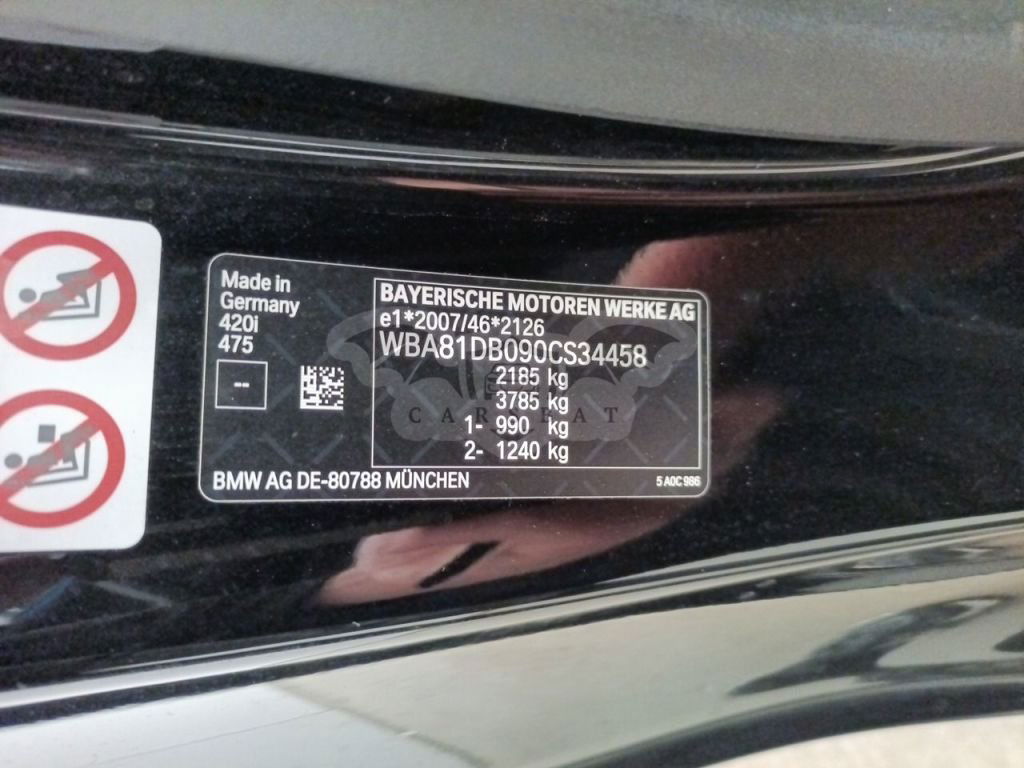 Made in
Germany
420i
475
--
BAYERISCHE MOTOREN WERKE AG
e1*2007/46*2126
WBA81DB090CS34458
2185 kg
3785 kg
1- 990 kg
2- 1240 kg
CARSEAT
BMW AG DE-80788 MÜNCHEN
5 A0C 986